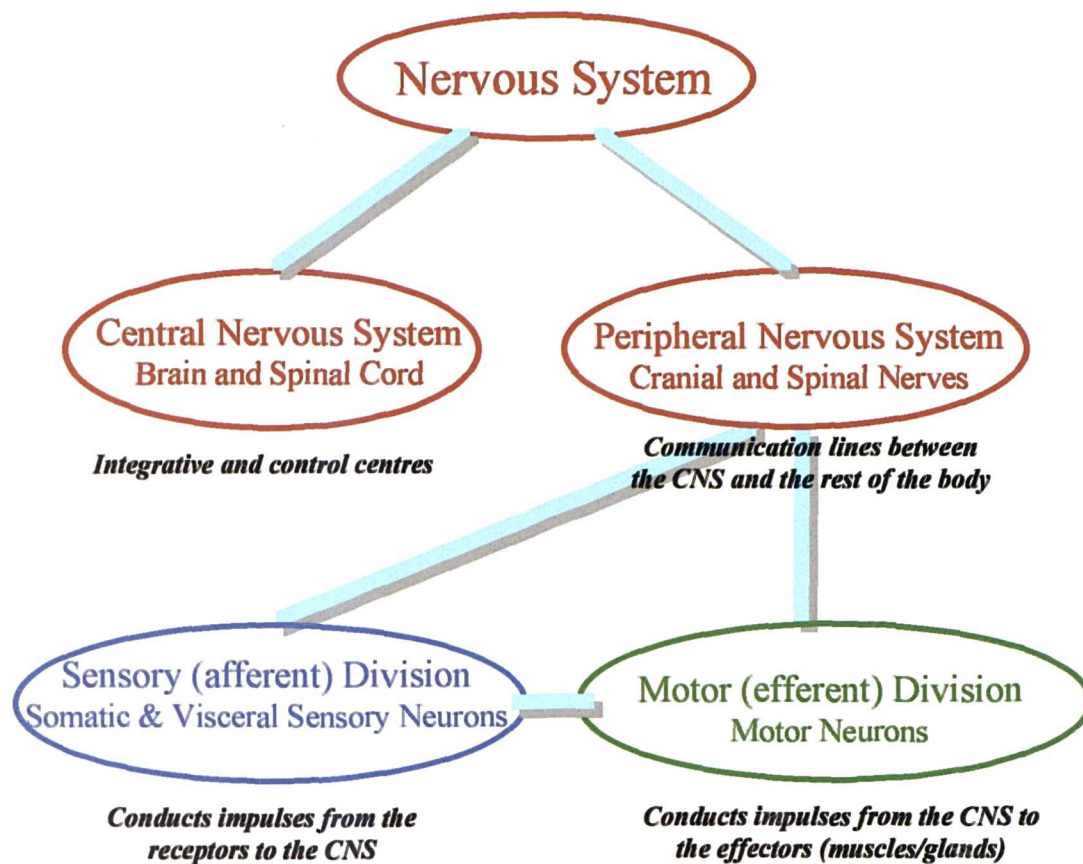 Nervous System
Central Nervous System
Brain and Spinal Cord
Integrative and control centres
Peripheral Nervous System
Cranial and Spinal Nerves
Communication lines between
the CNS and the rest of the body
Sensory (afferent) Division
Somatic & Visceral Sensory Neurons
Conducts impulses from the
receptors to the CNS
Motor (efferent) Division
Motor Neurons
Conducts impulses from the CNS to
the effectors (muscles/glands)